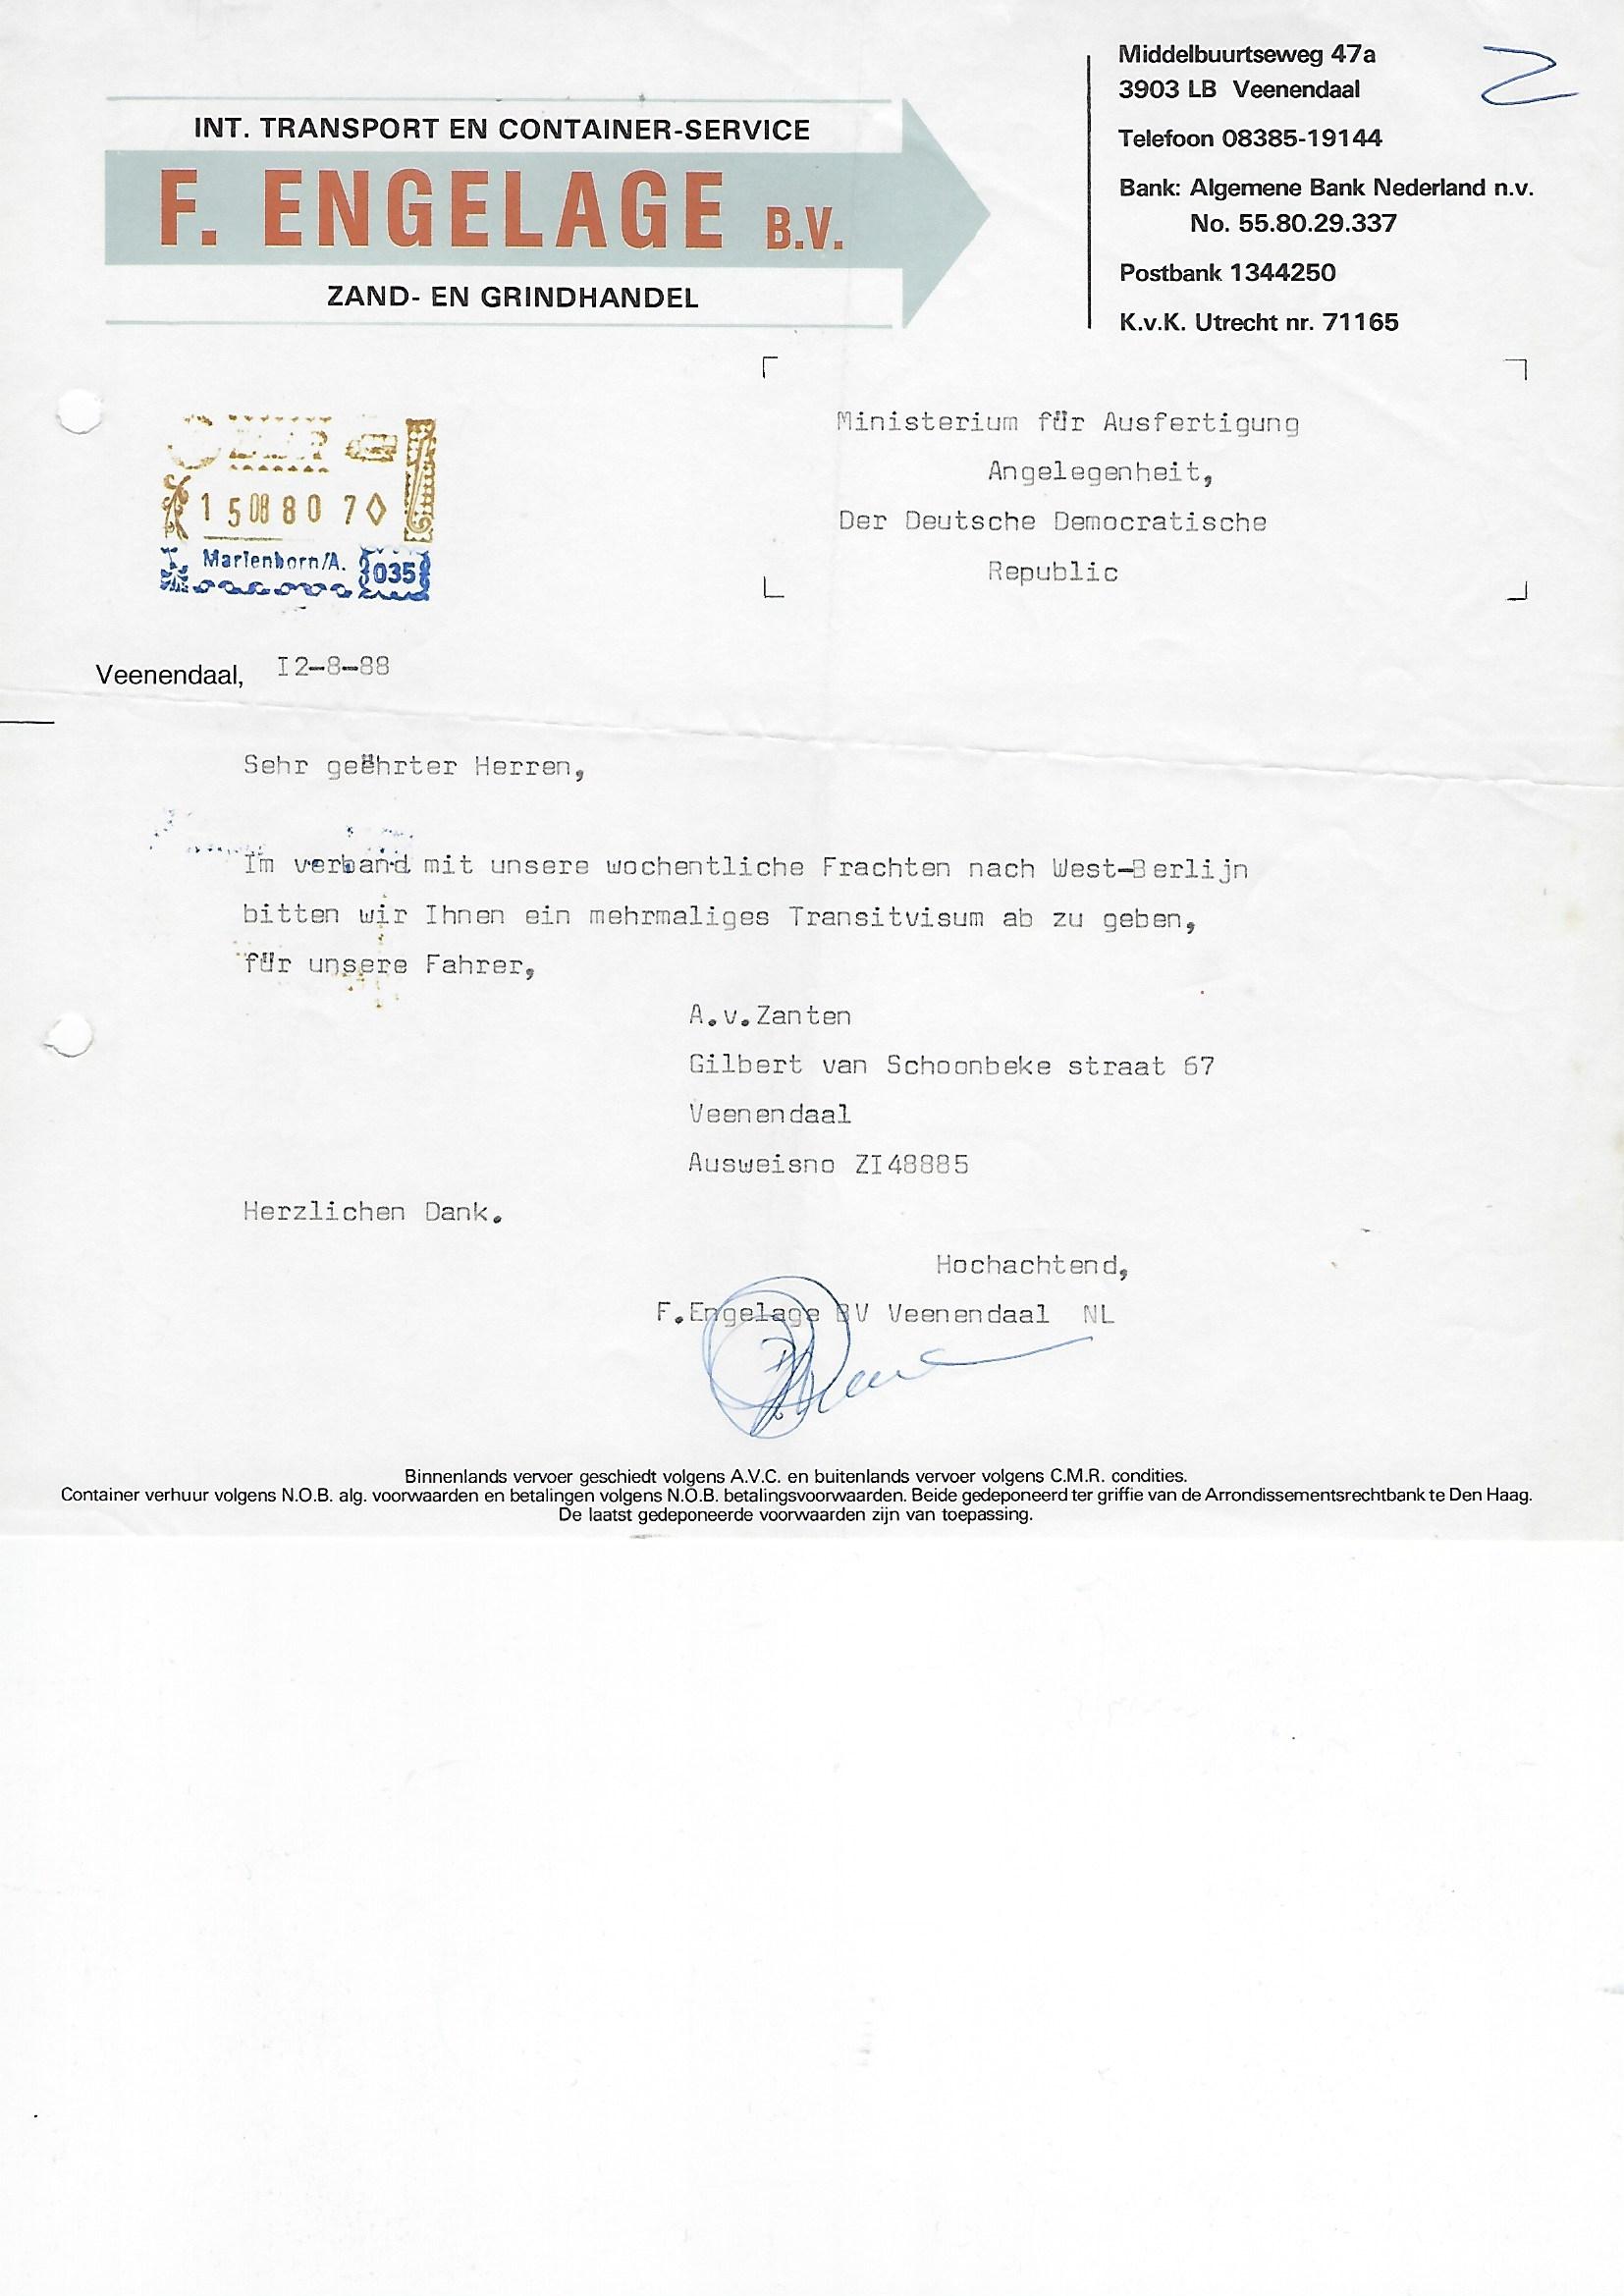 INT. TRANSPORT EN CONTAINER-SERVICE
F. ENGELAGE B.V.
ZAND- EN GRINDHANDEL
Middelbuurtseweg 47a
3903 LB Veenendaal
Telefoon 08385-19144
Bank: Algemene Bank Nederland n.v.
No. 55.80.29.337
Postbank 1344250
K.v.K. Utrecht nr. 71165
Ministerium für Ausfertigung
Angelegenheit,
Der Deutsche Democratische
Republic
Marienborn/A. 035
Veenendaal, I2-8-88
Sehr geëhrter Herren,
Im verband mit unsere wochentliche Frachten nach West-Berlijn
bitten wir Ihnen ein mehrmaliges Transitvisum ab zu geben,
für unsere Fahrer,
A.v.Zanten
Gilbert van Schoonbeke straat 67
Veenendaal
Ausweisno ZI48885
Herzlichen Dank.
Hochachtend,
F.Engelage BV Veenendaal NL
Binnenlands vervoer geschiedt volgens A.V.C. en buitenlands vervoer volgens C.M.R. condities.
Container verhuur volgens N.O.B. alg. voorwaarden en betalingen volgens N.O.B. betalingsvoorwaarden. Beide gedeponeerd ter griffie van de Arrondissementsrechtbank te Den Haag.
De laatst gedeponeerde voorwaarden zijn van toepassing.